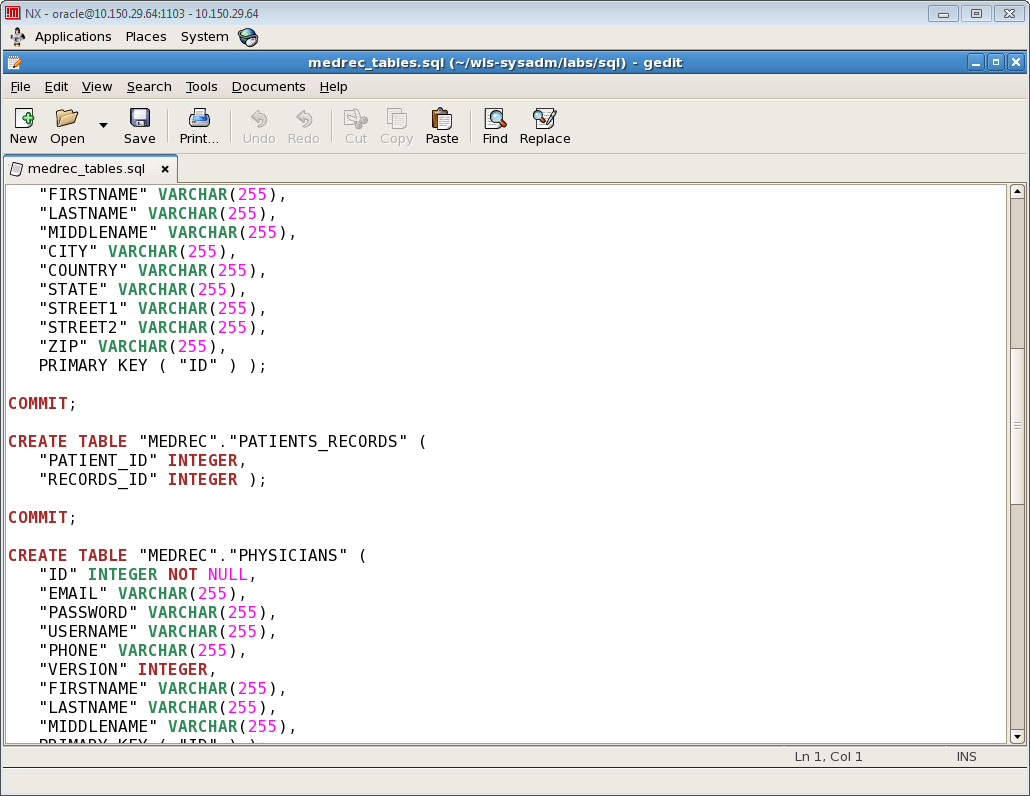 NX - oracle@10.150.29.64:1103 - 10.150.29.64
Applications Places System
medrec_tables.sql (~/wls-sysadm/labs/sql) - gedit
File Edit View Search Tools Documents Help
New Open Save Print... Undo Redo Cut Copy Paste Find Replace
medrec_tables.sql
"FIRSTNAME" VARCHAR(255),
"LASTNAME" VARCHAR(255),
"MIDDLENAME" VARCHAR(255),
"CITY" VARCHAR(255),
"COUNTRY" VARCHAR(255),
"STATE" VARCHAR(255),
"STREET1" VARCHAR(255),
"STREET2" VARCHAR(255),
"ZIP" VARCHAR(255),
PRIMARY KEY ( "ID" ) );
COMMIT;
CREATE TABLE "MEDREC"."PATIENTS_RECORDS" (
"PATIENT_ID" INTEGER,
"RECORDS_ID" INTEGER );
COMMIT;
CREATE TABLE "MEDREC"."PHYSICIANS" (
"ID" INTEGER NOT NULL,
"EMAIL" VARCHAR(255),
"PASSWORD" VARCHAR(255),
"USERNAME" VARCHAR(255),
"PHONE" VARCHAR(255),
"VERSION" INTEGER,
"FIRSTNAME" VARCHAR(255),
"LASTNAME" VARCHAR(255),
"MIDDLENAME" VARCHAR(255),
PRIMARY KEY ( "ID" ) );
Ln 1, Col 1 INS